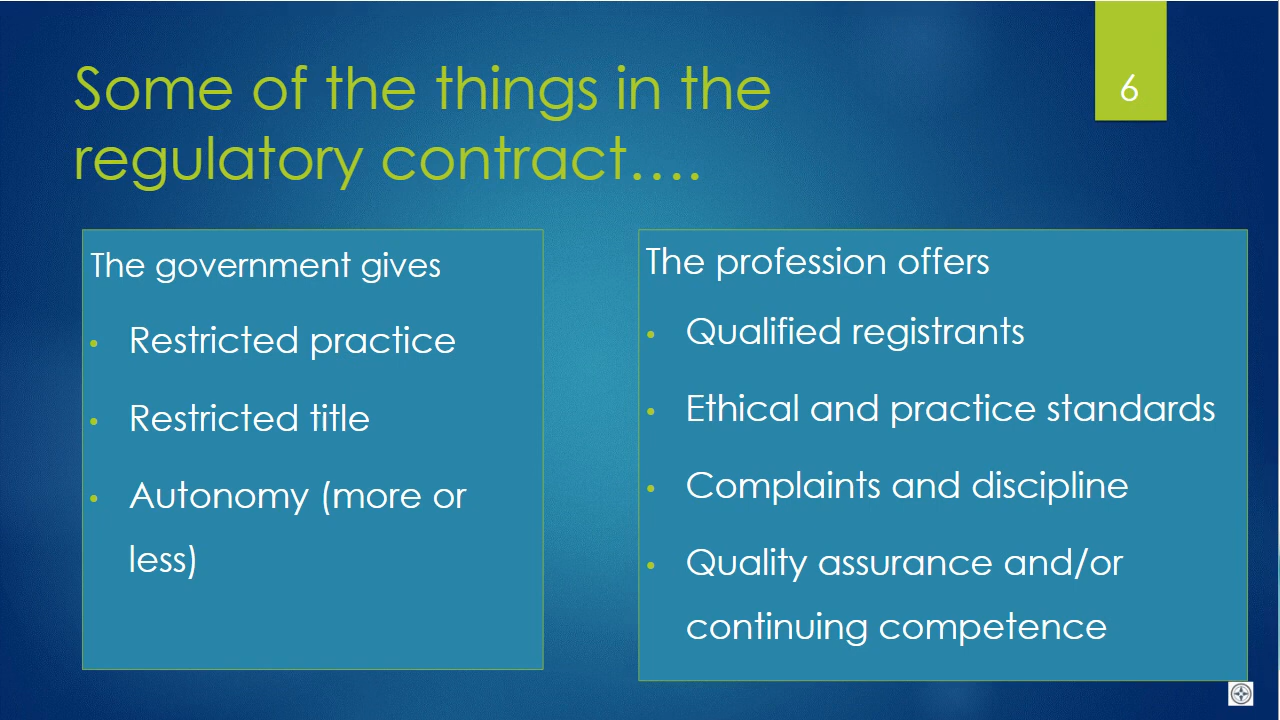 Some of the things in the
regulatory contract….
6
The government gives
• Restricted practice
• Restricted title
• Autonomy (more or
less)
The profession offers
• Qualified registrants
• Ethical and practice standards
• Complaints and discipline
• Quality assurance and/or
continuing competence